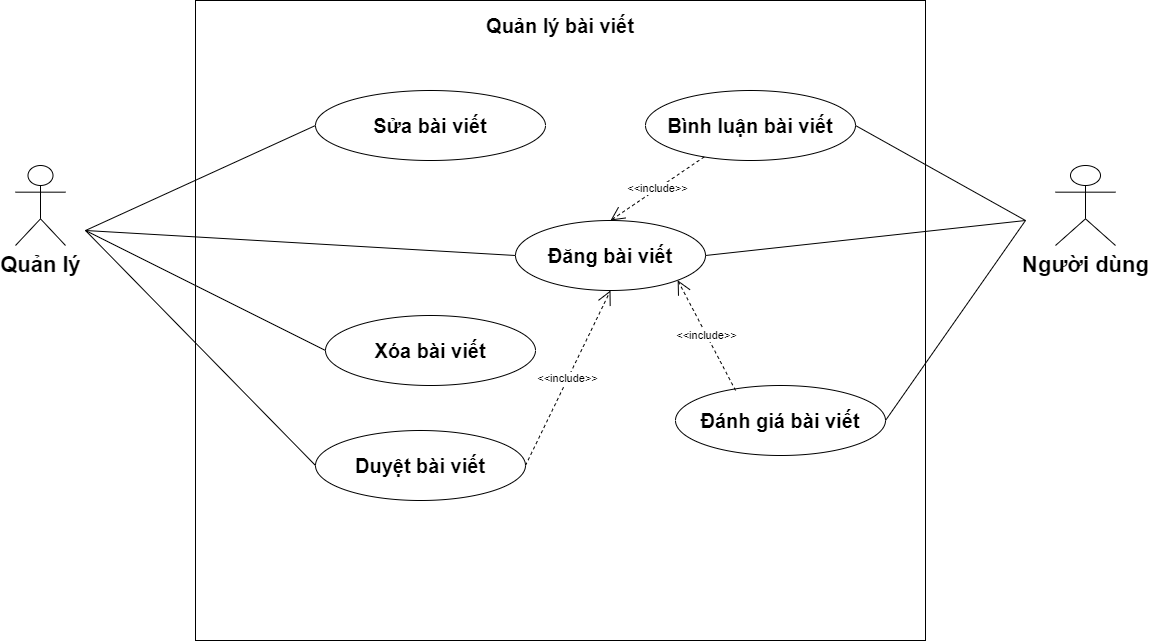 Quản lý bài viết
Sửa bài viết
Bình luận bài viết
<<include>>
Đăng bài viết
Quản lý
Người dùng
<<include>>
Xóa bài viết
<<include>>
Đánh giá bài viết
Duyệt bài viết